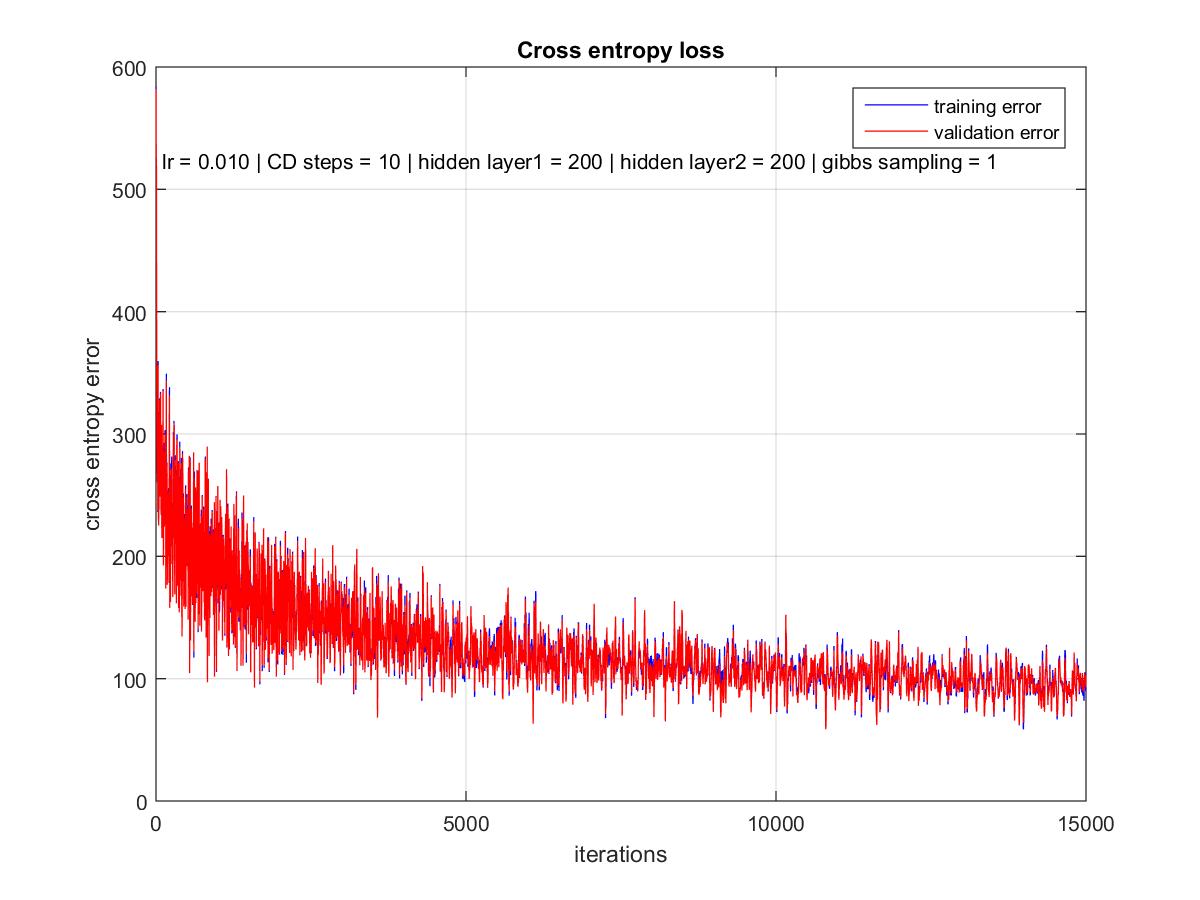 Cross entropy loss
600
training error
validation error
lr = 0.010 | CD steps = 10 | hidden layer1 = 200 | hidden layer2 = 200 | gibbs sampling = 1
500
400
300
200
100
0
cross entropy error
0 5000 10000 15000
iterations